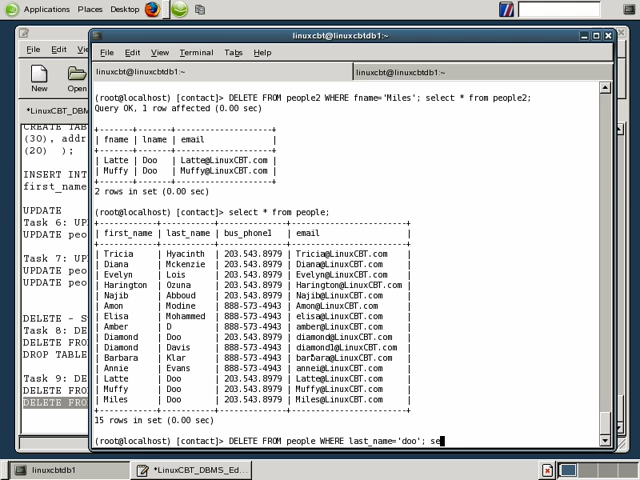 Applications Places Desktop
linuxcbt@linuxcbtdb1:~
File Edit View Terminal Tabs Help
linuxcbt@linuxcbtdb1:~ linuxcbt@linuxcbtdb1:~
(root@localhost) [contact]> DELETE FROM people2 WHERE fname='Miles'; select * from people2;
Query OK, 1 row affected (0.00 sec)
+-------+-------+--------------------+
| fname | lname | email |
+-------+-------+--------------------+
| Latte | Doo | Latte@LinuxCBT.com |
| Muffy | Doo | Muffy@LinuxCBT.com |
+-------+-------+--------------------+
2 rows in set (0.00 sec)
(root@localhost) [contact]> select * from people;
+------------+-----------+--------------+------------------------+
| first_name | last_name | bus_phone1 | email |
+------------+-----------+--------------+------------------------+
| Tricia | Hyacinth | 203.543.8979 | Tricia@LinuxCBT.com |
| Diana | Mckenzie | 203.543.8979 | Diana@LinuxCBT.com |
| Evelyn | Lois | 203.543.8979 | Evelyn@LinuxCBT.com |
| Harington | Ozuna | 203.543.8979 | Harington@LinuxCBT.com |
| Najib | Abboud | 203.543.8979 | Najib@LinuxCBT.com |
| Amon | Modine | 888-573-4943 | Amon@LinuxCBT.com |
| Elisa | Mohammed | 888-573-4943 | elisa@LinuxCBT.com |
| Amber | D | 888-573-4943 | amber@LinuxCBT.com |
| Diamond | Doo | 203.543.8979 | diamond@LinuxCBT.com |
| Diamond | Davis | 888-573-4943 | diamond1@LinuxCBT.com |
| Barbara | Klar | 888-573-4943 | barbara@LinuxCBT.com |
| Annie | Evans | 888-573-4943 | annei@LinuxCBT.com |
| Latte | Doo | 203.543.8979 | Latte@LinuxCBT.com |
| Muffy | Doo | 203.543.8979 | Muffy@LinuxCBT.com |
| Miles | Doo | 203.543.8979 | Miles@LinuxCBT.com |
+------------+-----------+--------------+------------------------+
15 rows in set (0.00 sec)
(root@localhost) [contact]> DELETE FROM people WHERE last_name='doo'; se
File Edit
New Open
*LinuxCBT_DBM
CREATE TAB
(30), addr
(20) );
INSERT INT
first_name
UPDATE
Task 6: UP
UPDATE peo
Task 7: UP
UPDATE peo
UPDATE peo
DELETE - S
Task 8: DE
DELETE FRO
DROP TABLE
Task 9: DE
DELETE FRO
DELETE FRO
linuxcbtdb1 *LinuxCBT_DBMS_Ed...